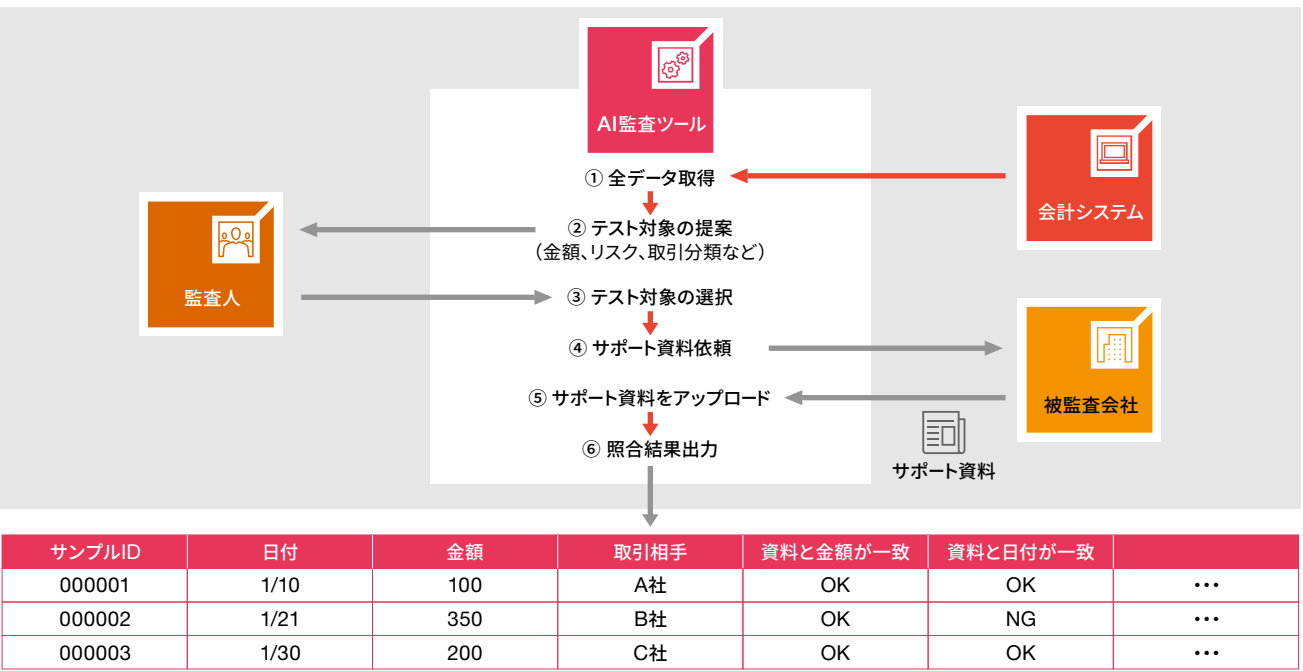 AI監査ツール
① 全データ取得
会計システム
② テスト対象の提案
（金額、リスク、取引分類など）
監査人
③ テスト対象の選択
④ サポート資料依頼
⑤ サポート資料をアップロード
被監査会社
⑥ 照合結果出力
サポート資料
サンプルID 日付 金額 取引相手 資料と金額が一致 資料と日付が一致
000001 1/10 100 A社 OK OK •••
000002 1/21 350 B社 OK NG •••
000003 1/30 200 C社 OK OK •••